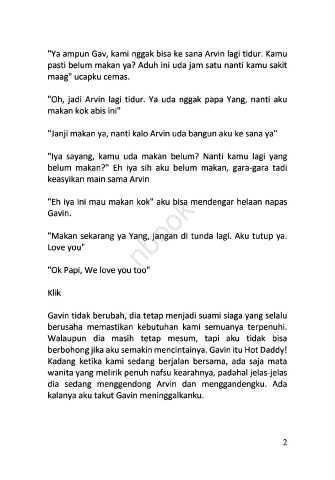 "Ya ampun Gav, kami nggak bisa ke sana Arvin lagi tidur. Kamu
pasti belum makan ya? Aduh ini uda jam satu nanti kamu sakit
maag" ucapku cemas.
"Oh, jadi Arvin lagi tidur. Ya uda nggak papa Yang, nanti aku
makan kok abis ini"
"Janji makan ya, nanti kalo Arvin uda bangun aku ke sana ya"
"Iya sayang, kamu uda makan belum? Nanti kamu lagi yang
belum makan?" Eh iya sih aku belum makan, gara-gara tadi
keasyikan main sama Arvin
"Eh iya ini mau makan kok" aku bisa mendengar helaan napas
Gavin.
"Makan sekarang ya Yang, jangan di tunda lagi. Aku tutup ya.
Love you"
"Ok Papi, We love you too"
Klik
Gavin tidak berubah, dia tetap menjadi suami siaga yang selalu
berusaha memastikan kebutuhan kami semuanya terpenuhi.
Walaupun dia masih tetap mesum, tapi aku tidak bisa
berbohong jika aku semakin mencintainya. Gavin itu Hot Daddy!
Kadang ketika kami sedang berjalan bersama, ada saja mata
wanita yang melirik penuh nafsu kearahnya, padahal jelas-jelas
dia sedang menggendong Arvin dan menggandengku. Ada
kalanya aku takut Gavin meninggalkanku.
nbook
2